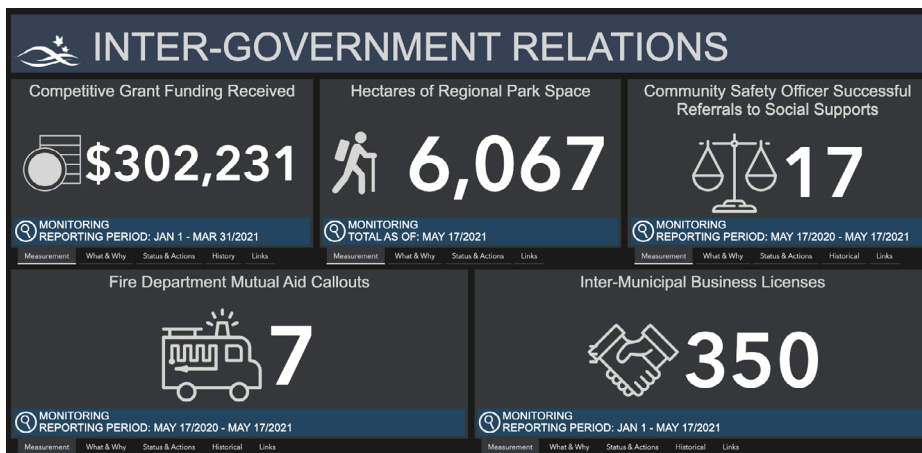 INTER-GOVERNMENT RELATIONS
Competitive Grant Funding Received
$302,231
MONITORING
REPORTING PERIOD: JAN 1 - MAR 31/2021
Measurement What & Why Status & Actions History Links
Hectares of Regional Park Space
6,067
MONITORING
TOTAL AS OF: MAY 17/2021
Measurement What & Why Status & Actions Links
Community Safety Officer Successful
Referrals to Social Supports
17
MONITORING
REPORTING PERIOD: MAY 17/2020 - MAY 17/2021
Measurement What & Why Status & Actions Historical Links
Fire Department Mutual Aid Callouts
7
MONITORING
REPORTING PERIOD: MAY 17/2020 - MAY 17/2021
Measurement What & Why Status & Actions Historical Links
Inter-Municipal Business Licenses
350
MONITORING
REPORTING PERIOD: JAN 1 - MAY 17/2021
Measurement What & Why Status & Actions Historical Links